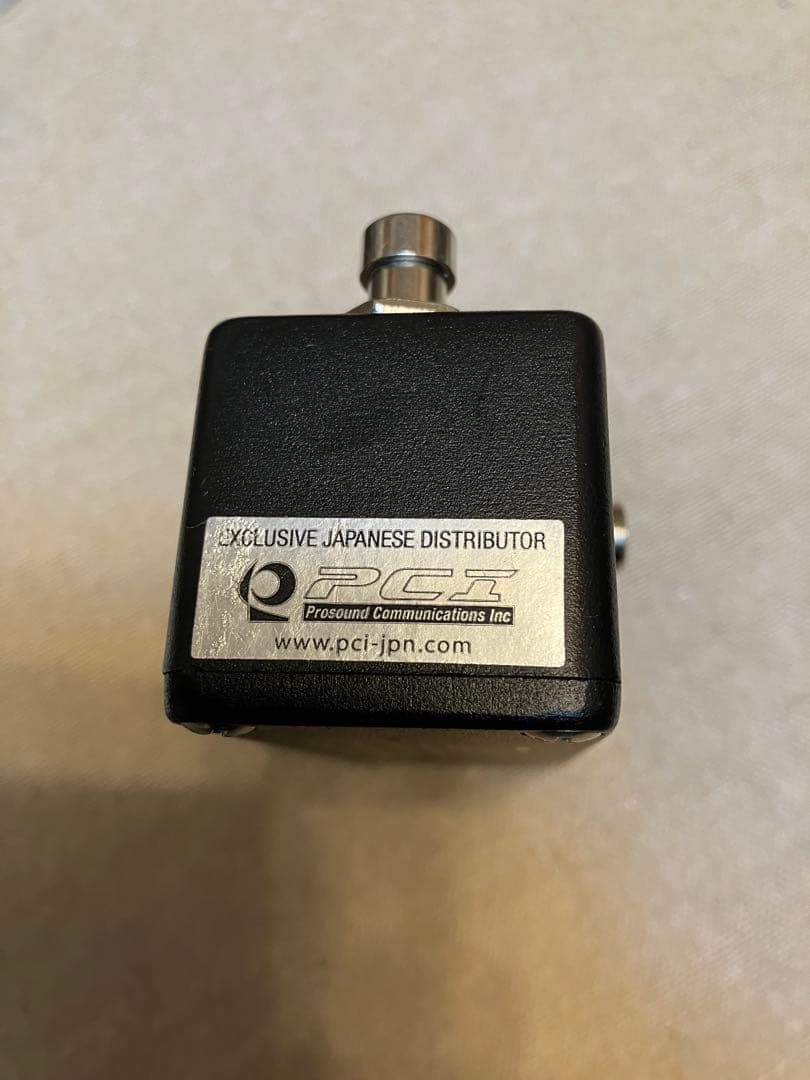 EXCLUSIVE JAPANESE DISTRIBUTOR
PCI
Prosound Communications Inc
www.pci-jpn.com